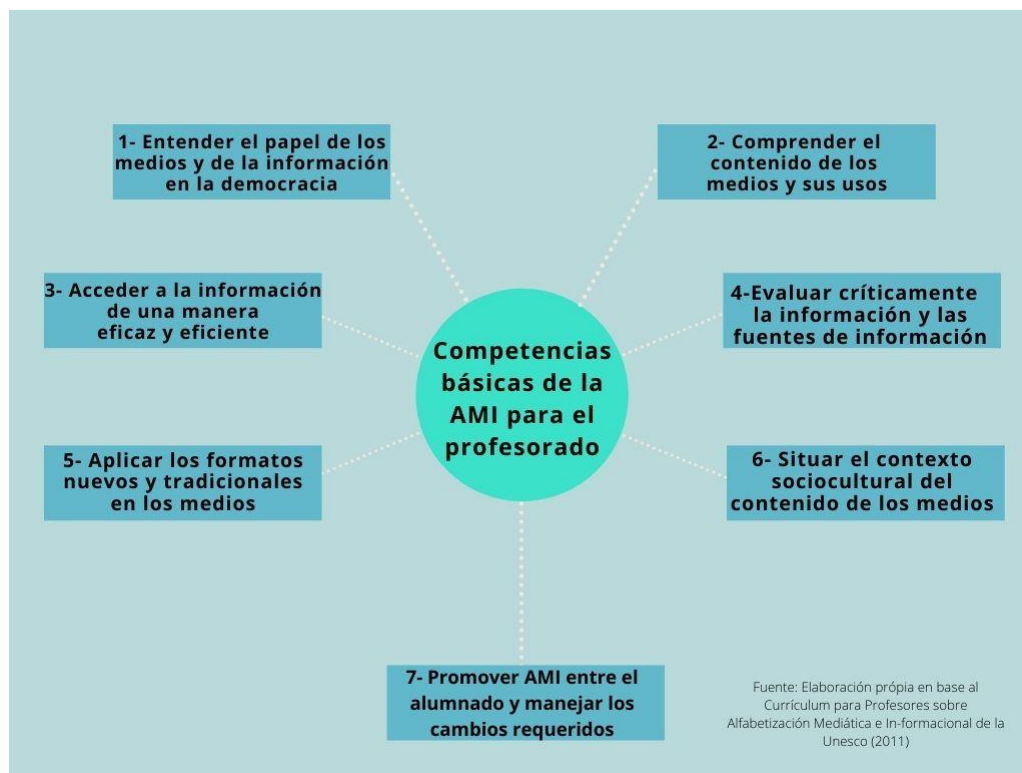 1- Entender el papel de los
medios y de la información
en la democracia
2- Comprender el
contenido de los
medios y sus usos
3- Acceder a la información
de una manera
eficaz y eficiente
4-Evaluar críticamente
la información y las
fuentes de información
Competencias
básicas de la
AMI para el
profesorado
5- Aplicar los formatos
nuevos y tradicionales
en los medios
6- Situar el contexto
sociocultural del
contenido de los medios
7- Promover AMI entre el
alumnado y manejar los
cambios requeridos
Fuente: Elaboración própia en base al
Currículum para Profesores sobre
Alfabetización Mediática e In-formacional de la
Unesco (2011)